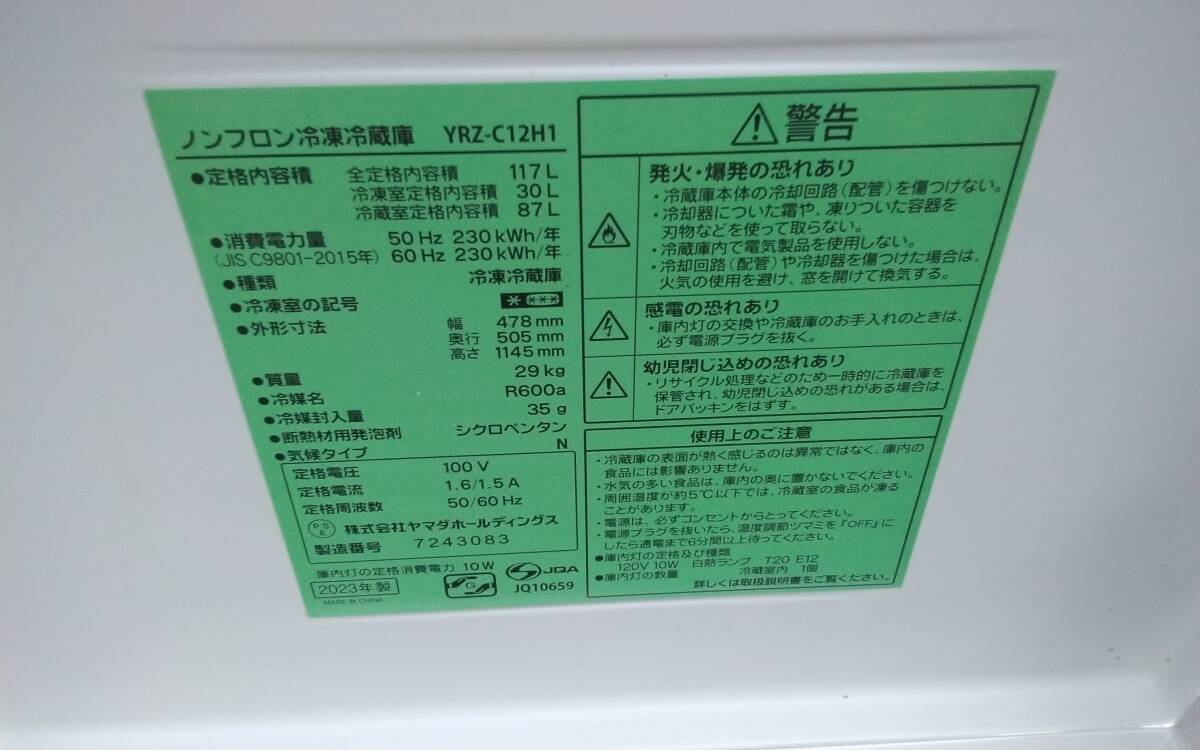 ノンフロン冷凍冷蔵庫 YRZ-C12H1
●定格内容積 全定格内容積 117L
冷凍室定格内容積 30L
冷蔵室定格内容積 87L
●消費電力量 50Hz 230kWh/年
(JIS C9801-2015年) 60Hz 230kWh/年
●種類 冷凍冷蔵庫
●冷凍室の記号 * ***
●外形寸法 幅 478mm
奥行 505mm
高さ 1145mm
●質量 29kg
●冷媒名 R600a
●冷媒封入量 35g
●断熱材用発泡剤 シクロペンタン
●気候タイプ N
定格電圧 100V
定格電流 1.6/1.5A
定格周波数 50/60Hz
PSE 株式会社ヤマダホールディングス
製造番号 7243083
庫内灯の定格消費電力 10W
2023年製 G JQA
JQ10659
MADE IN CHINA
警告
発火・爆発の恐れあり
・冷蔵庫本体の冷却回路(配管)を傷つけない。
・冷却器についた霜や、凍りついた容器を
刃物などを使って取らない。
・冷蔵庫内で電気製品を使用しない。
・冷却回路(配管)や冷却器を傷つけた場合は、
火気の使用を避け、窓を開けて換気する。
感電の恐れあり
・庫内灯の交換や冷蔵庫のお手入れのときは、
必ず電源プラグを抜く。
幼児閉じ込めの恐れあり
・リサイクル処理などのため一時的に冷蔵庫を
保管され、幼児閉じ込めの恐れがある場合は、
ドアパッキンをはずす。
使用上のご注意
・冷蔵庫の表面が熱く感じるのは異常ではなく、庫内の
食品には影響ありません。
・水気の多い食品は、庫内の奥に置かないでください。
・周囲温度が約5℃以下では、冷蔵室の食品が凍る
ことがあります。
・電源は、必ずコンセントからとってください。
・電源プラグを抜いたら、温度調節ツマミを『OFF』に
したら通電まで6分間以上待ってください。
●庫内灯の定格及び種類
120V 10W 白熱ランプ T20 E12
●庫内灯の数量 冷蔵室内 1個
詳しくは取扱説明書をご覧ください。